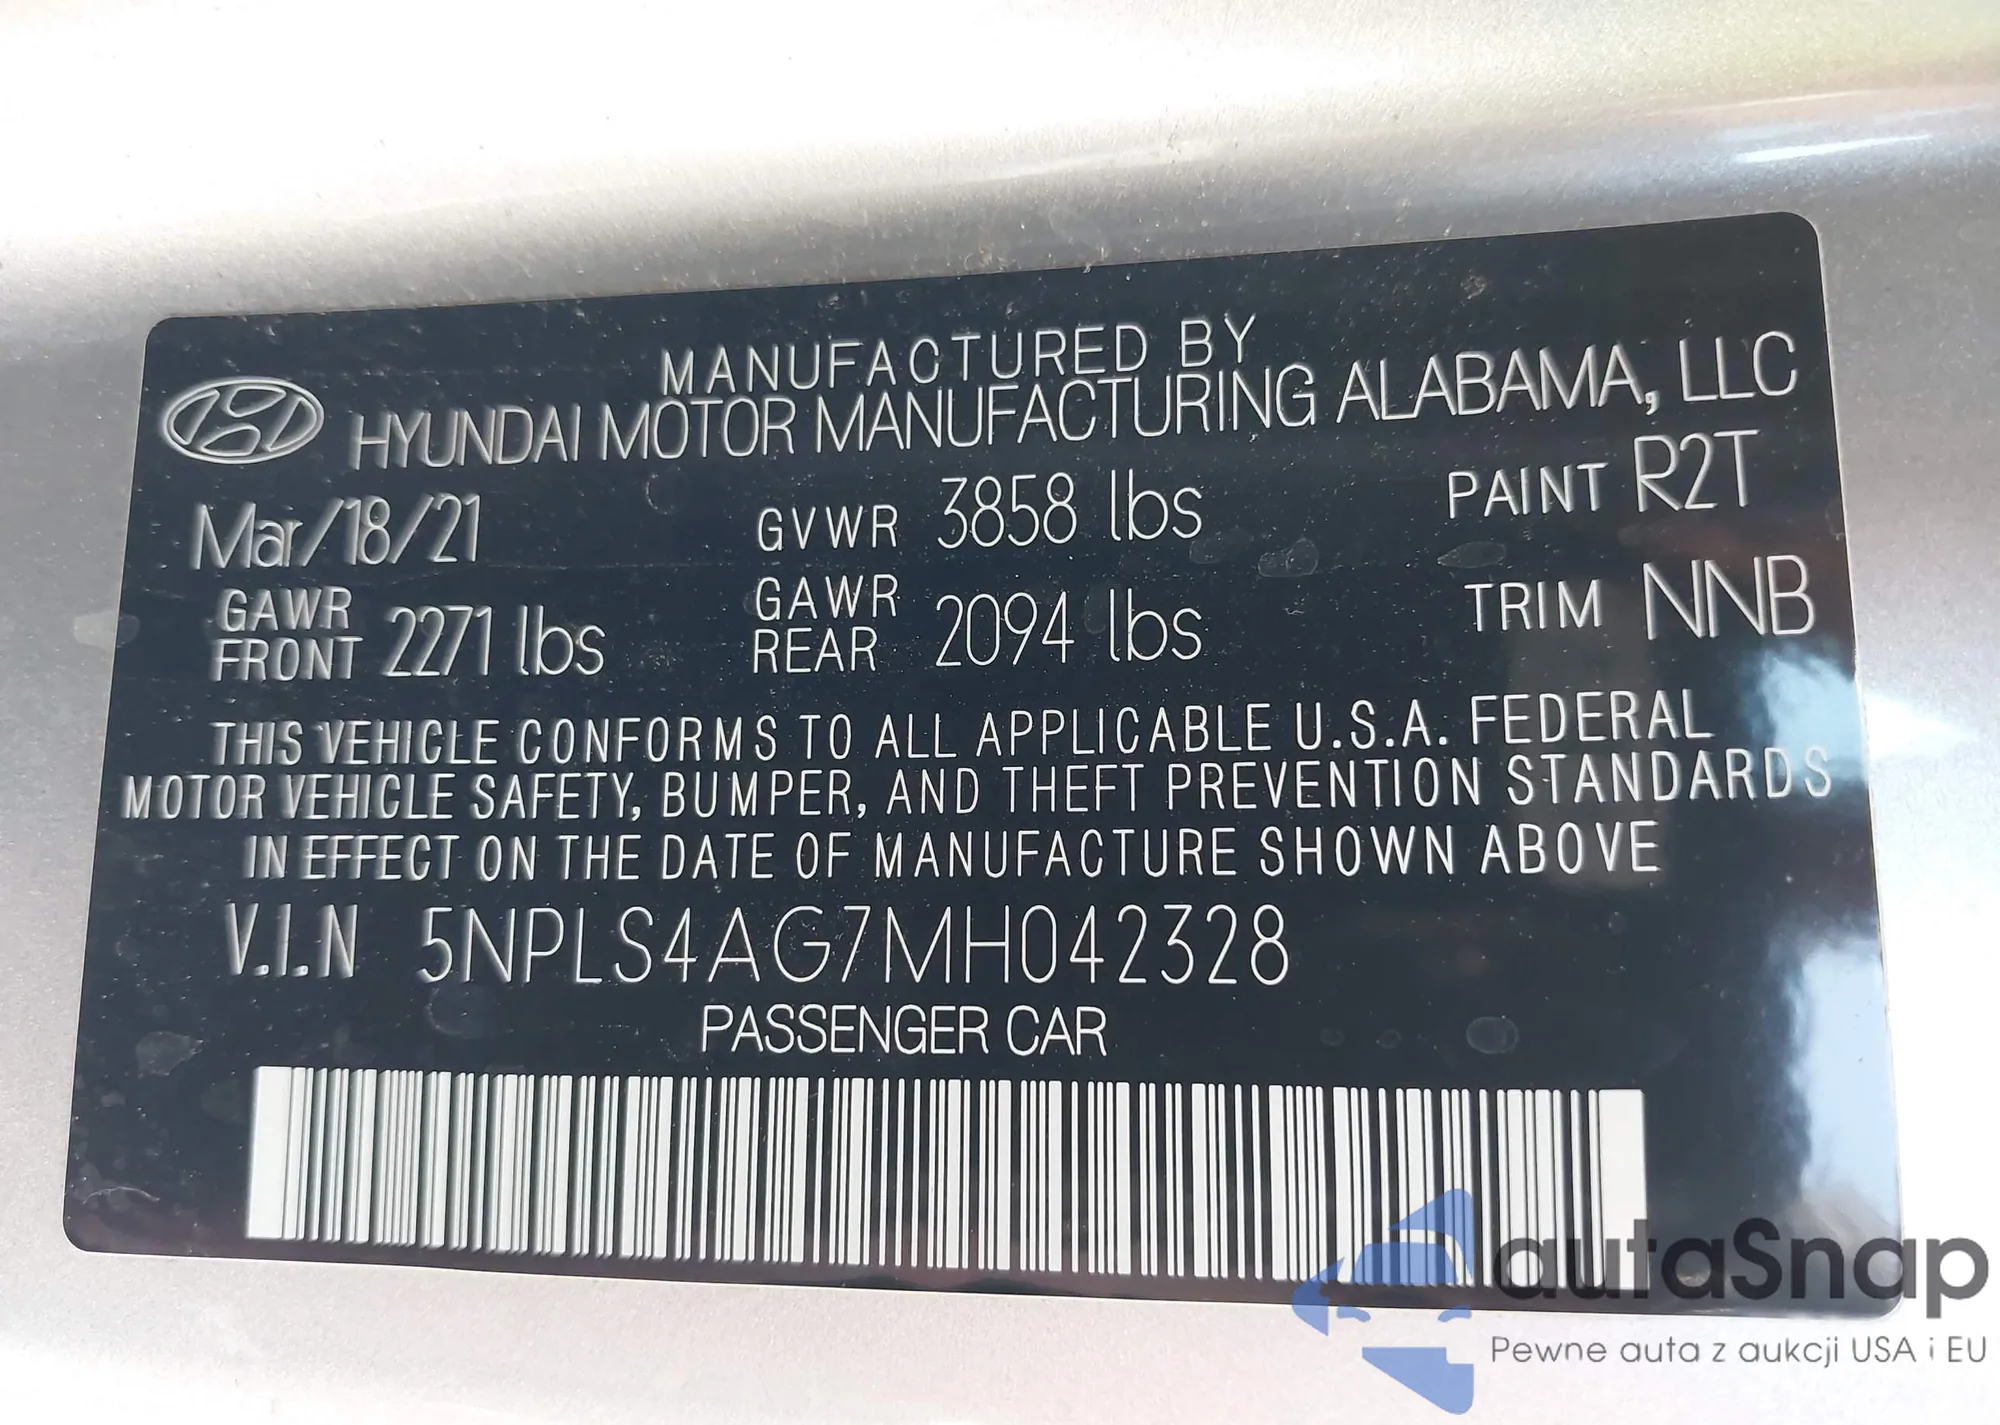 MANUFACTURED BY
HYUNDAI MOTOR MANUFACTURING ALABAMA, LLC
Mar/18/21 GVWR 3858 lbs PAINT R2T
GAWR FRONT 2271 lbs GAWR REAR 2094 lbs TRIM NNB
THIS VEHICLE CONFORMS TO ALL APPLICABLE U.S.A. FEDERAL
MOTOR VEHICLE SAFETY, BUMPER, AND THEFT PREVENTION STANDARDS
IN EFFECT ON THE DATE OF MANUFACTURE SHOWN ABOVE
V.I.N 5NPLS4AG7MH042328
PASSENGER CAR
autaSnap
Pewne auta z aukcji USA i EU